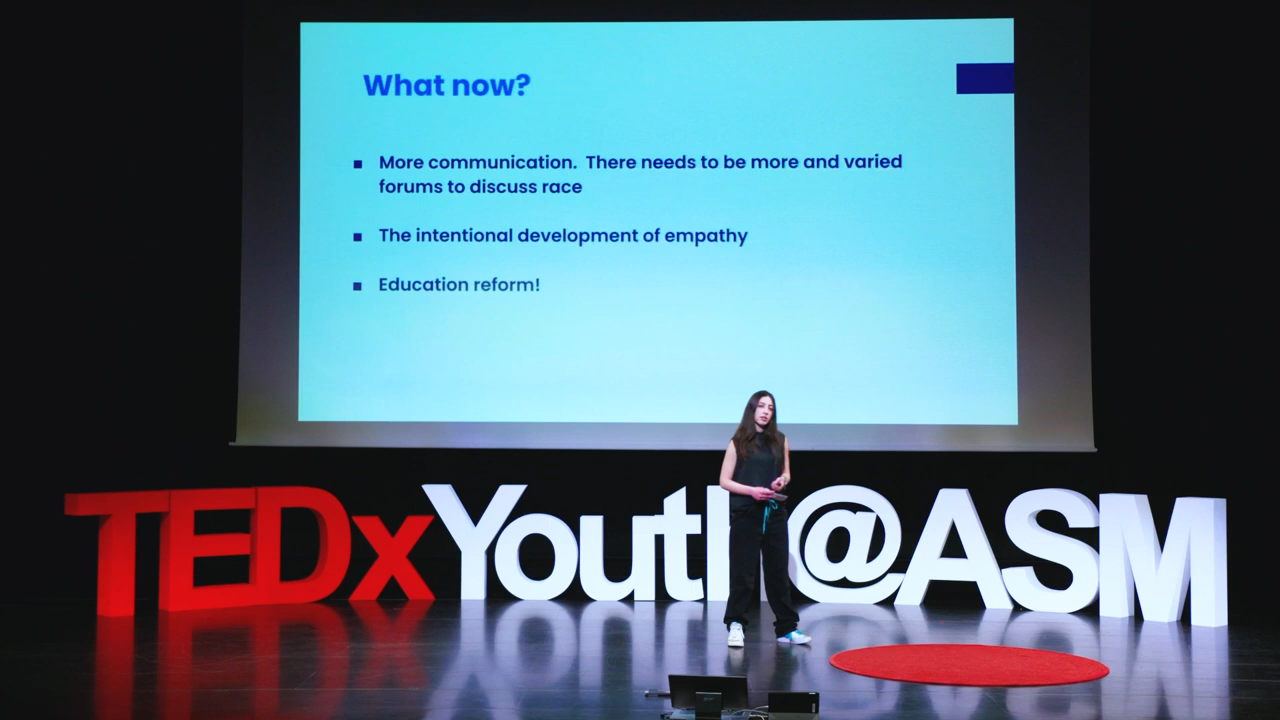 What now?
▪ More communication.  There needs to be more and varied
forums to discuss race
▪ The intentional development of empathy
▪ Education reform!
TEDxYouth@ASM